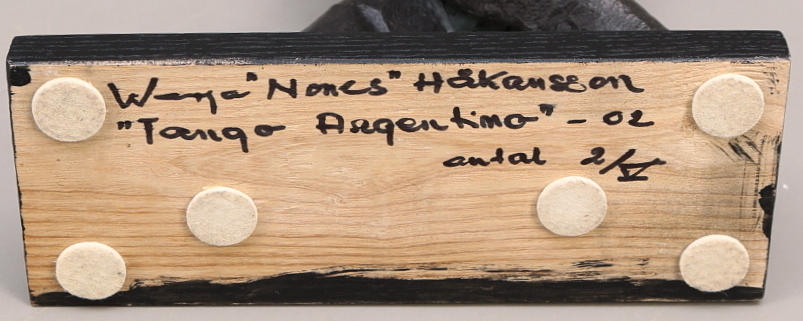 Wanja "Nones" Håkansson
"Tango Argentino" - 02
antal 2/V